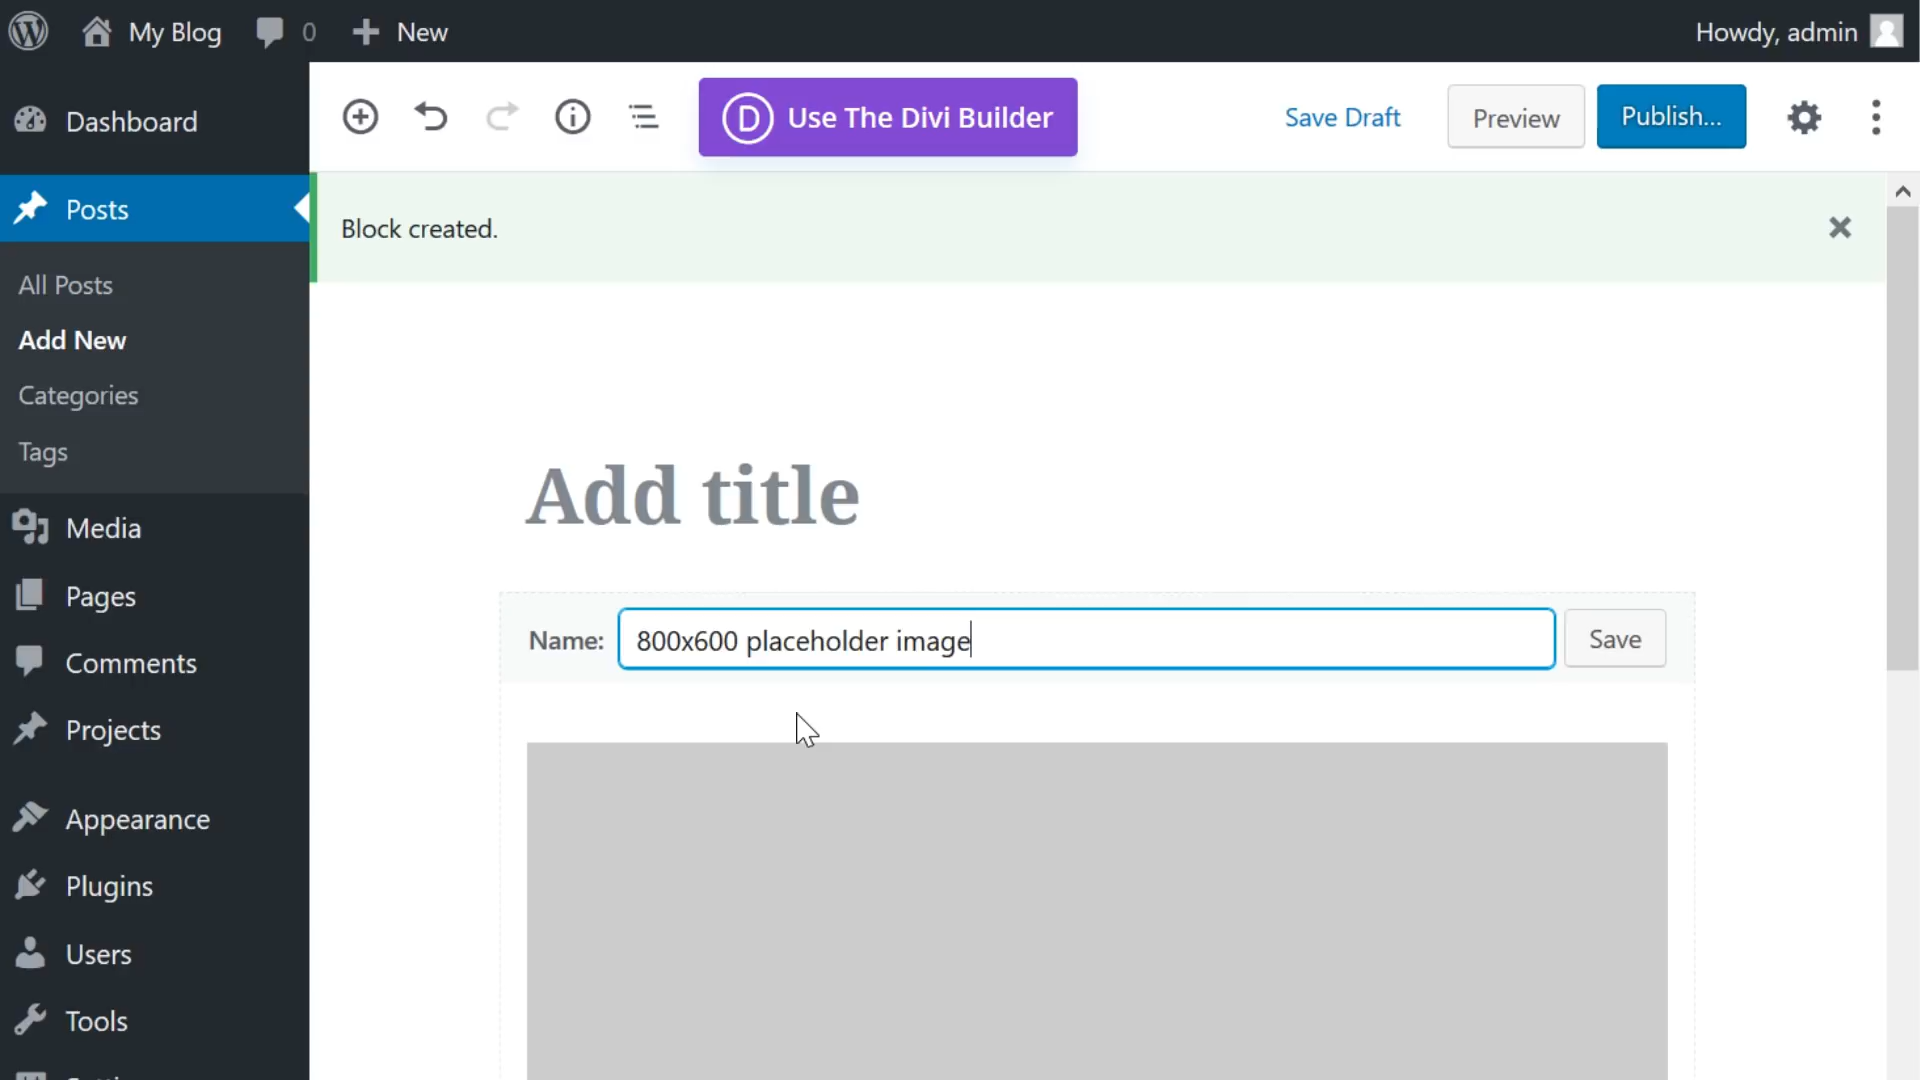 My Blog 0 New Howdy, admin
Dashboard
Posts
All Posts
Add New
Categories
Tags
Media
Pages
Comments
Projects
Appearance
Plugins
Users
Tools
D Use The Divi Builder Save Draft Preview Publish...
Block created.
Add title
Name: 800x600 placeholder image Save